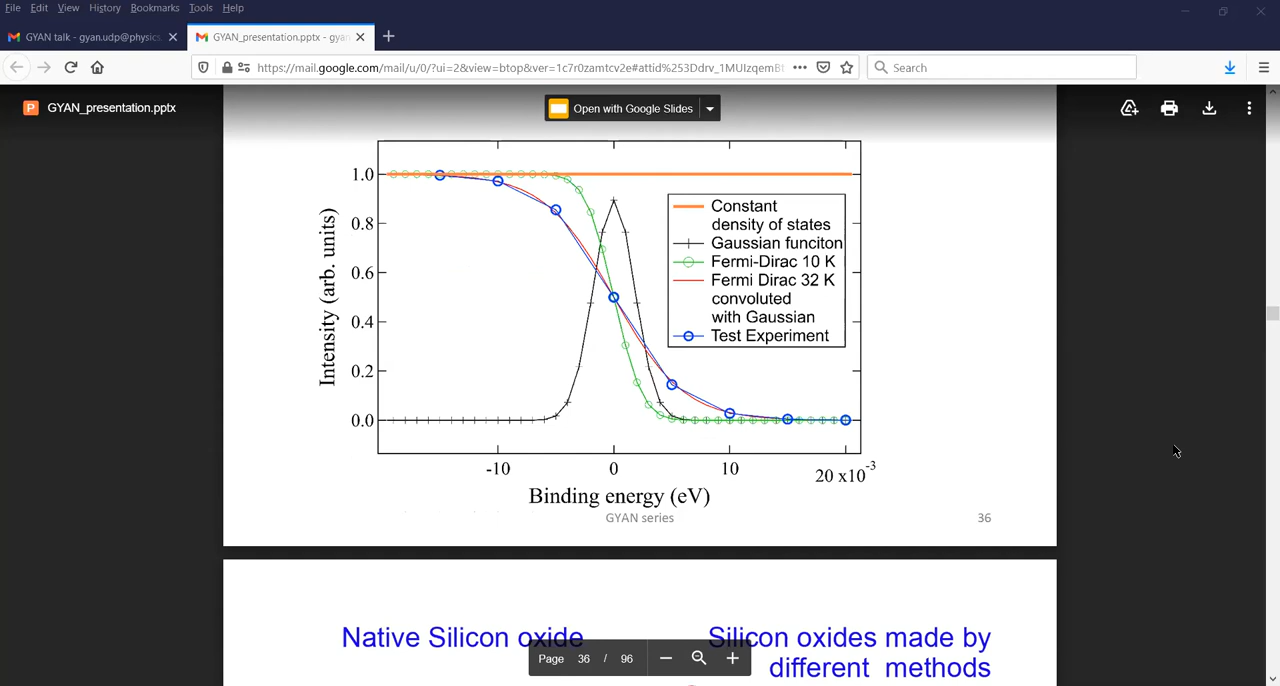 File Edit View History Bookmarks Tools Help
GYAN talk - gyan.udp@physics.
GYAN_presentation.pptx - gyan
https://mail.google.com/mail/u/0/?ui=2&view=btop&ver=1c7r0zamtcv2e#attid%253Ddrv_1MUIzqemB
Search
GYAN_presentation.pptx
Open with Google Slides
Intensity (arb. units)
1.0
0.8
0.6
0.4
0.2
0.0
Constant
density of states
Gaussian funciton
Fermi-Dirac 10 K
Fermi Dirac 32 K
convoluted
with Gaussian
Test Experiment
-10 0 10 20 x10-3
Binding energy (eV)
GYAN series
36
Native Silicon oxide
Silicon oxides made by
different methods
Page 36 / 96